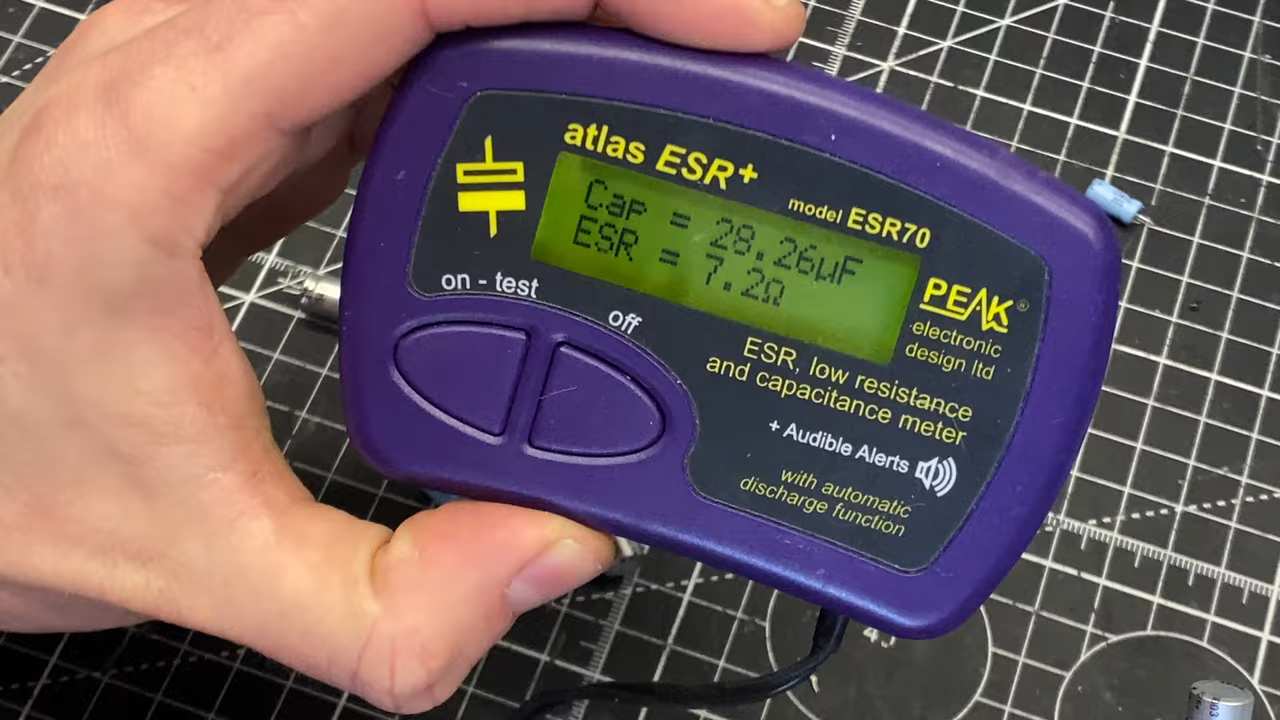 atlas ESR+
model ESR70
Cap = 28.26µF
ESR = 7.2Ω
on - test
off
PEAK®
electronic
design ltd
ESR, low resistance
and capacitance meter
+ Audible Alerts
with automatic
discharge function